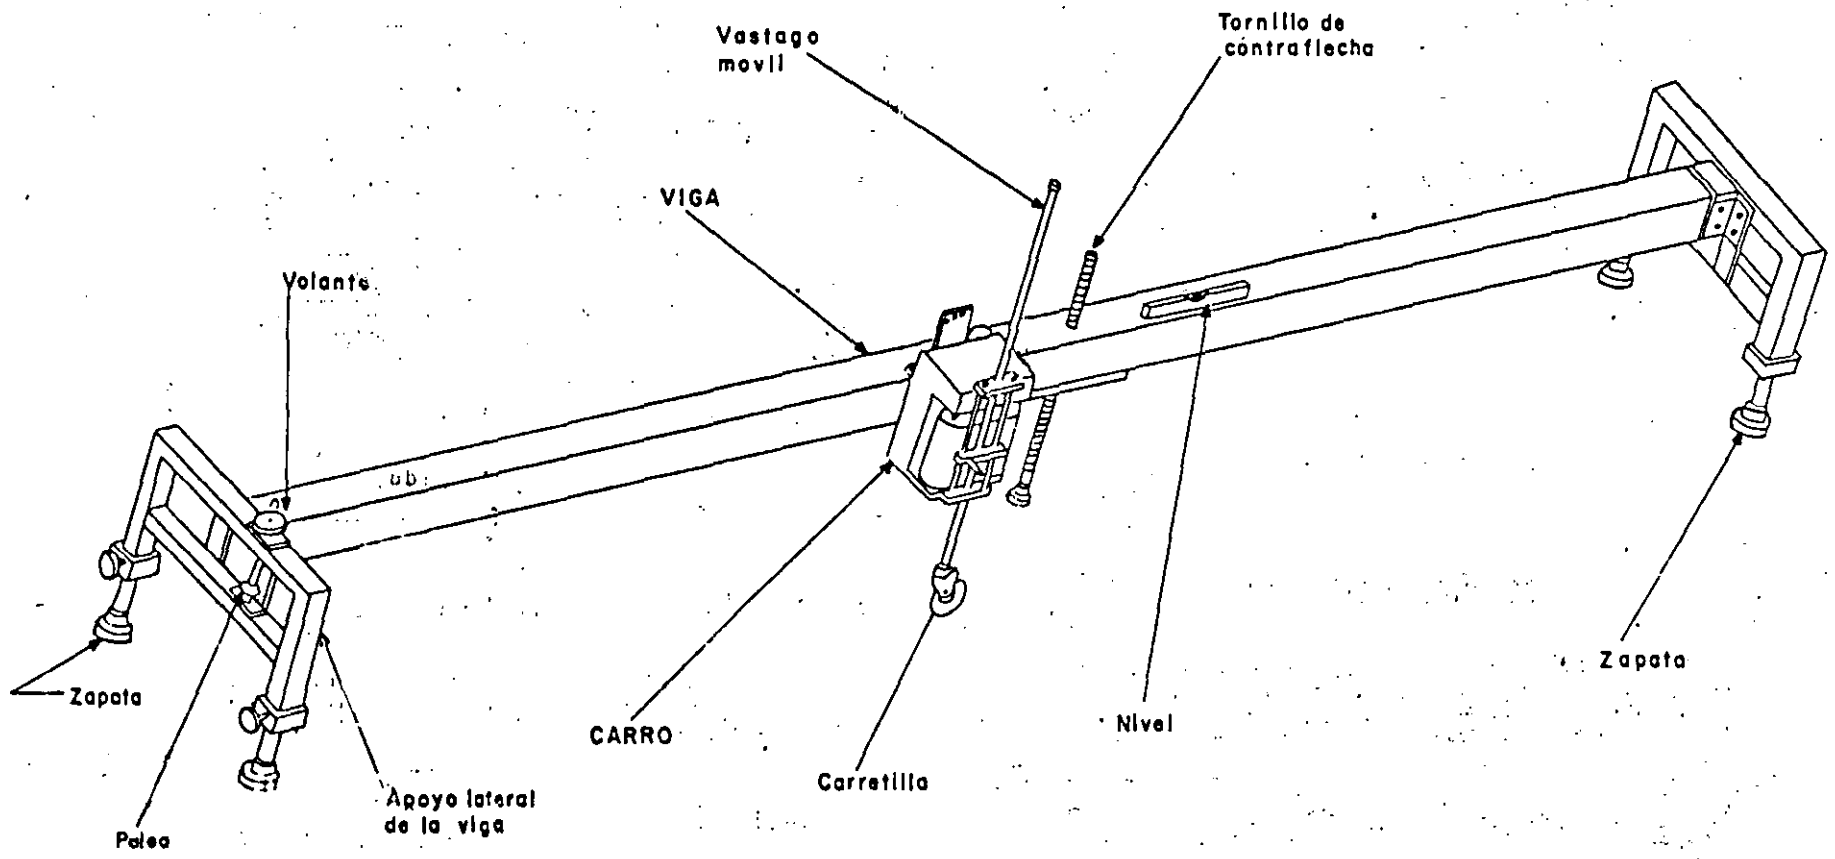 Vastago
movil
Tornillo de
contraflecha
VIGA
Volante
Zapata
Zapata
CARRO
Nivel
Carretilla
Apoyo lateral
de la viga
Polea